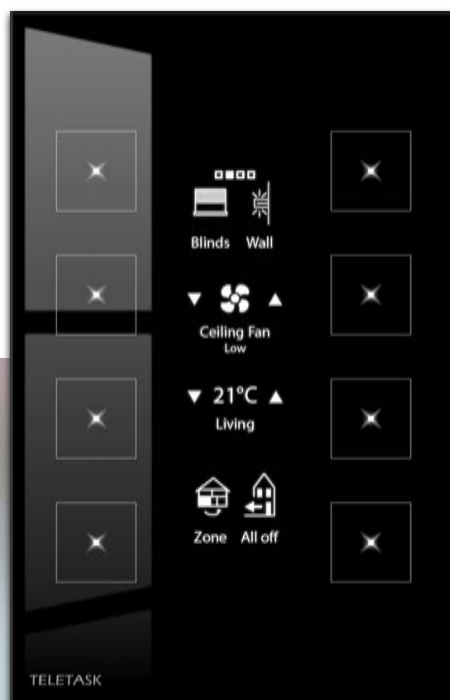 Blinds Wall
Ceiling Fan
Low
21°C
Living
Zone All off
TELETASK